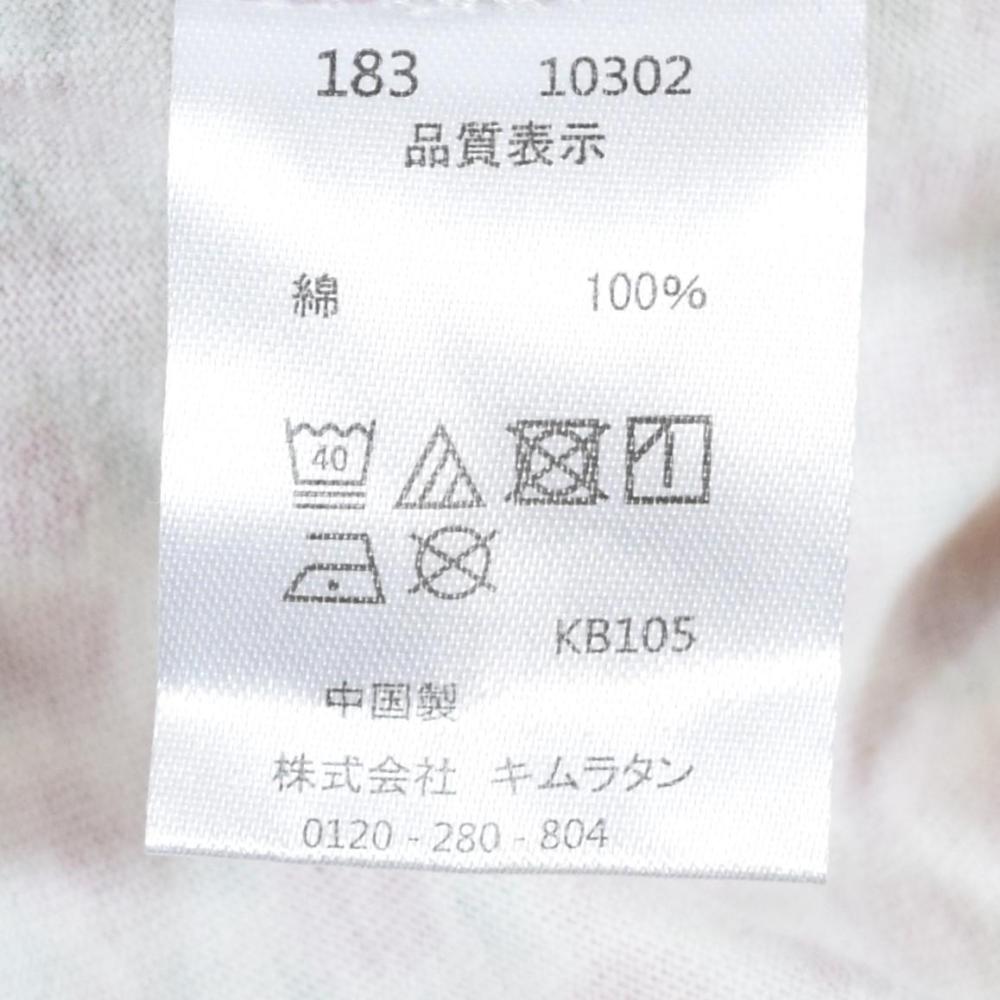 183 10302
品質表示
綿 100%
40
KB105
中国製
株式会社 キムラタン
0120-280-804